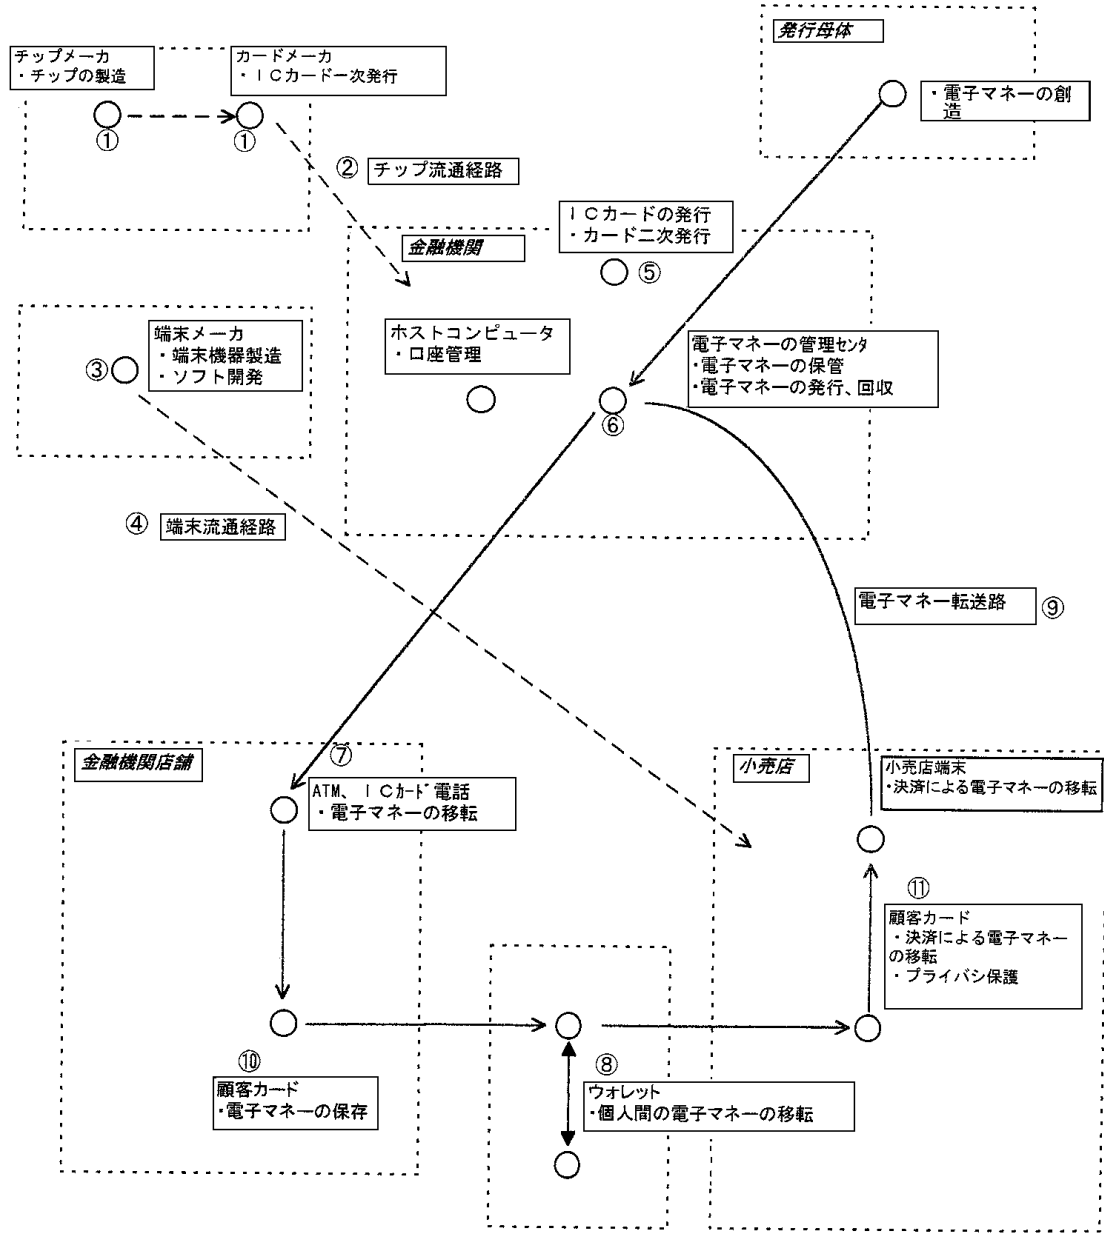 発行母体
・電子マネーの創
造
チップメーカ
・チップの製造
カードメーカ
・ICカード一次発行
①
①
② チップ流通経路
ICカードの発行
・カード二次発行
金融機関
⑤
端末メーカ
・端末機器製造
・ソフト開発
③
ホストコンピュータ
・口座管理
電子マネーの管理センタ
・電子マネーの保管
・電子マネーの発行、回収
⑥
④ 端末流通経路
電子マネー転送路 ⑨
金融機関店舗
⑦
ATM、ICカード電話
・電子マネーの移転
小売店
小売店端末
・決済による電子マネーの移転
⑪
顧客カード
・決済による電子マネー
の移転
・プライバシ保護
⑩
顧客カード
・電子マネーの保存
⑧
ウォレット
・個人間の電子マネーの移転